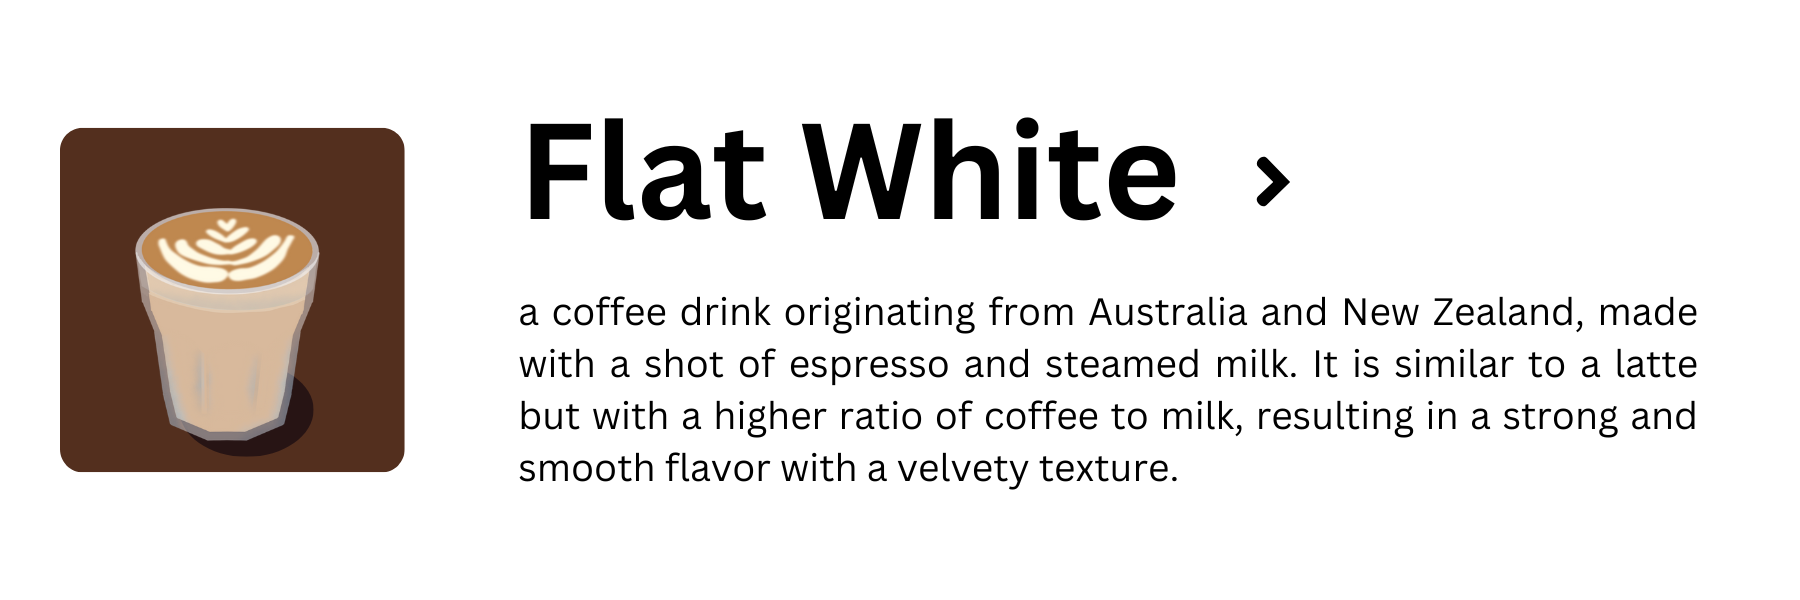 Flat White
a coffee drink originating from Australia and New Zealand, made
with a shot of espresso and steamed milk. It is similar to a latte
but with a higher ratio of coffee to milk, resulting in a strong and
smooth flavor with a velvety texture.